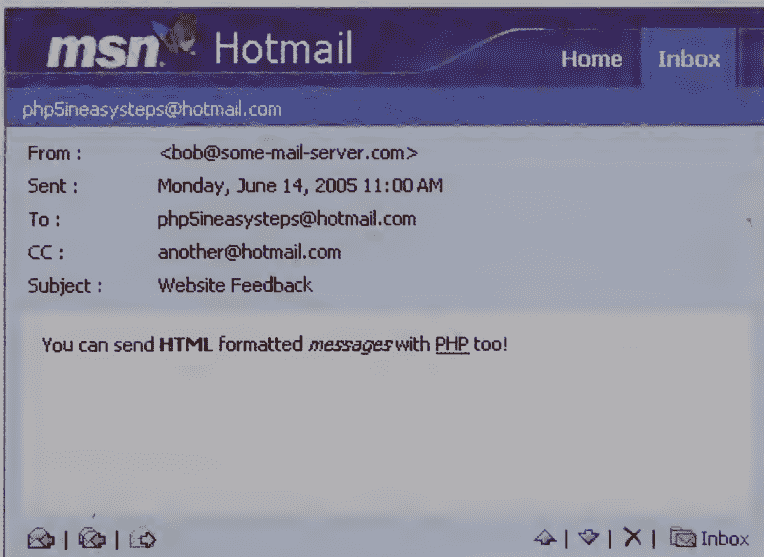 msn Hotmail Home Inbox
php5ineasysteps@hotmail.com
From : <bob@some-mail-server.com>
Sent : Monday, June 14, 2005 11:00 AM
To : php5ineasysteps@hotmail.com
CC : another@hotmail.com
Subject : Website Feedback
You can send HTML formatted messages with PHP too!
| | | | | Inbox